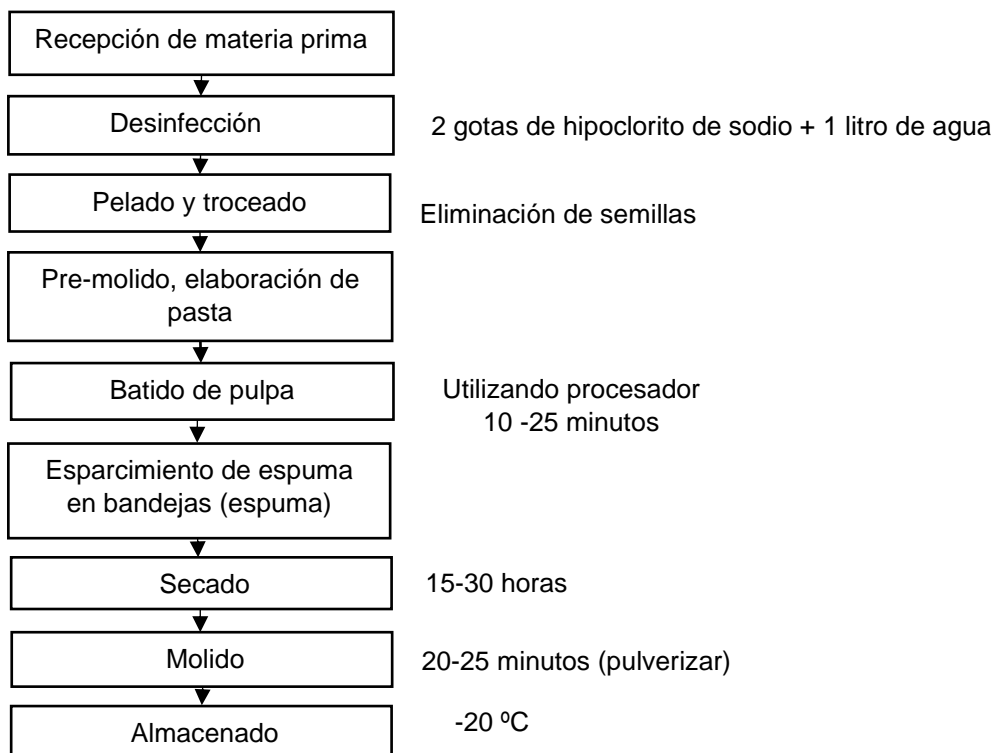 Recepción de materia prima
Desinfección
2 gotas de hipoclorito de sodio + 1 litro de agua
Pelado y troceado
Eliminación de semillas
Pre-molido, elaboración de
pasta
Batido de pulpa
Utilizando procesador
10 -25 minutos
Esparcimiento de espuma
en bandejas (espuma)
Secado
15-30 horas
Molido
20-25 minutos (pulverizar)
Almacenado
-20 ºC